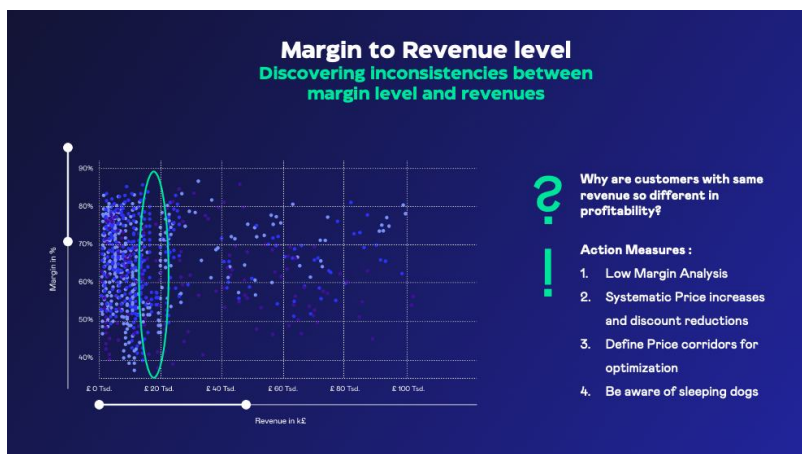 Margin to Revenue level
Discovering inconsistencies between
margin level and revenues
90%
80%
70%
60%
50%
40%
Margin in %
£ 0 Tsd.
£ 20 Tsd.
£ 40 Tsd.
£ 60 Tsd.
£ 80 Tsd.
£ 100 Tsd.
Revenue in k£
?
Why are customers with same
revenue so different in
profitability?
!
Action Measures :
1. Low Margin Analysis
2. Systematic Price increases
and discount reductions
3. Define Price corridors for
optimization
4. Be aware of sleeping dogs